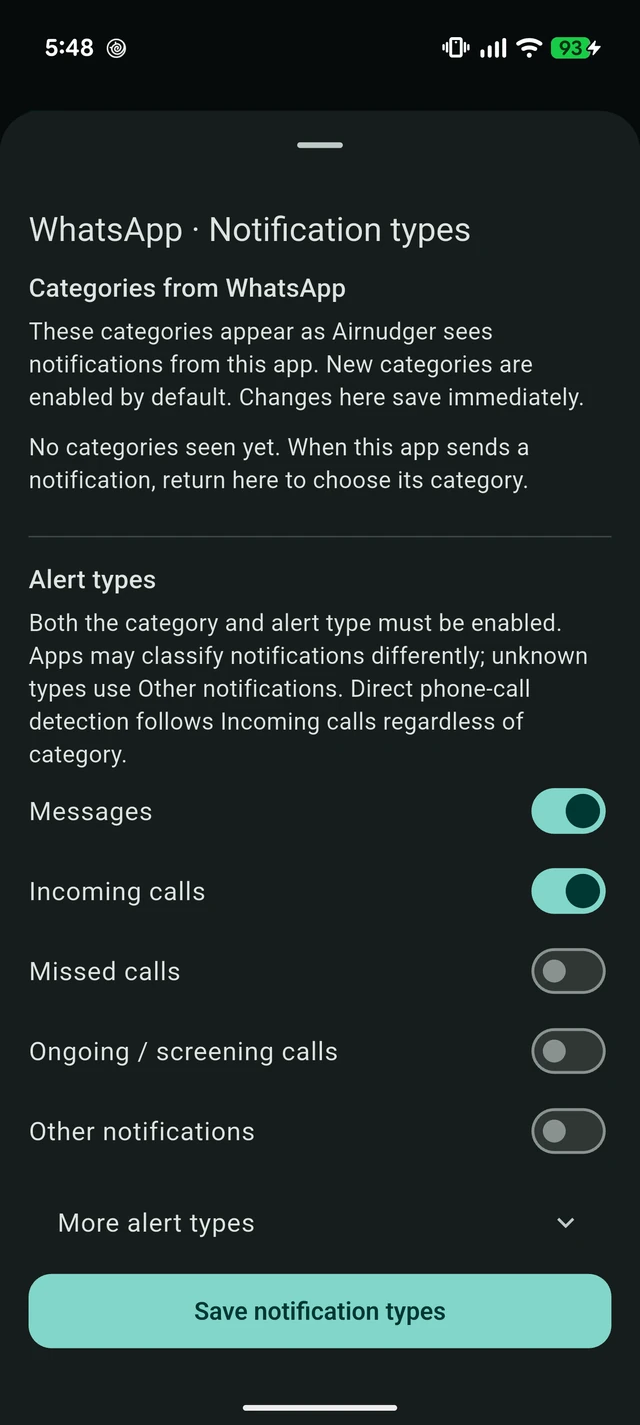 5:48
93
WhatsApp · Notification types
Categories from WhatsApp
These categories appear as Airnudger sees
notifications from this app. New categories are
enabled by default. Changes here save immediately.
No categories seen yet. When this app sends a
notification, return here to choose its category.
Alert types
Both the category and alert type must be enabled.
Apps may classify notifications differently; unknown
types use Other notifications. Direct phone-call
detection follows Incoming calls regardless of
category.
Messages
Incoming calls
Missed calls
Ongoing / screening calls
Other notifications
More alert types
Save notification types